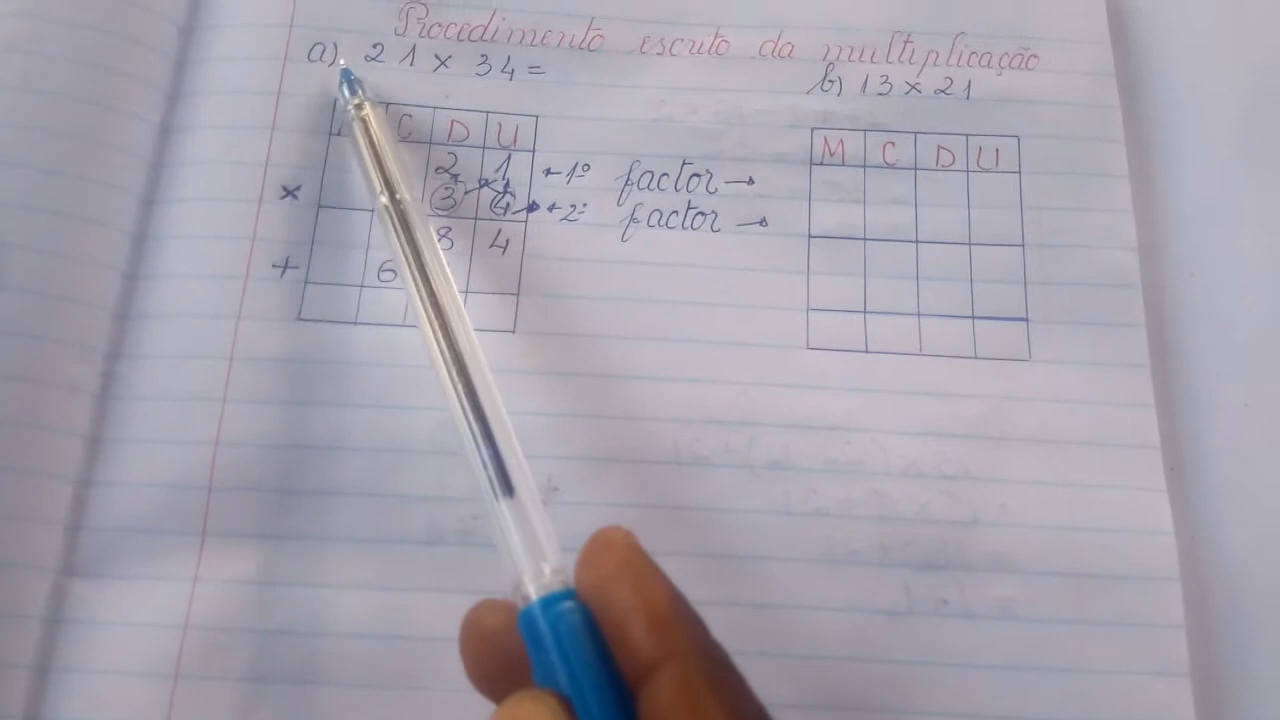 Procedimento escrito da multiplicação
a) 21 x 34 =
b) 13 x 21
C D U
2 1 ← 1º factor →
x 3 4 ← 2º factor →
8 4
+ 6
M C D U